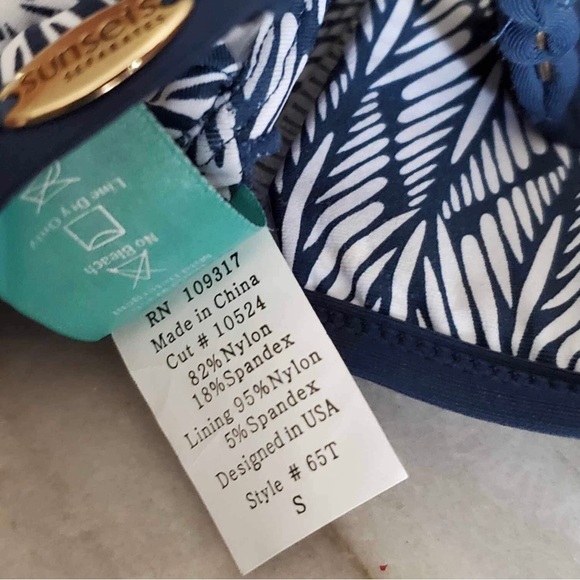 sunsets
SEPARATES
Line Dry Only
No Bleach
RN 109317
Made in China
Cut # 10524
82%Nylon
18%Spandex
Lining 95%Nylon
5%Spandex
Designed in USA
Style # 65T
S